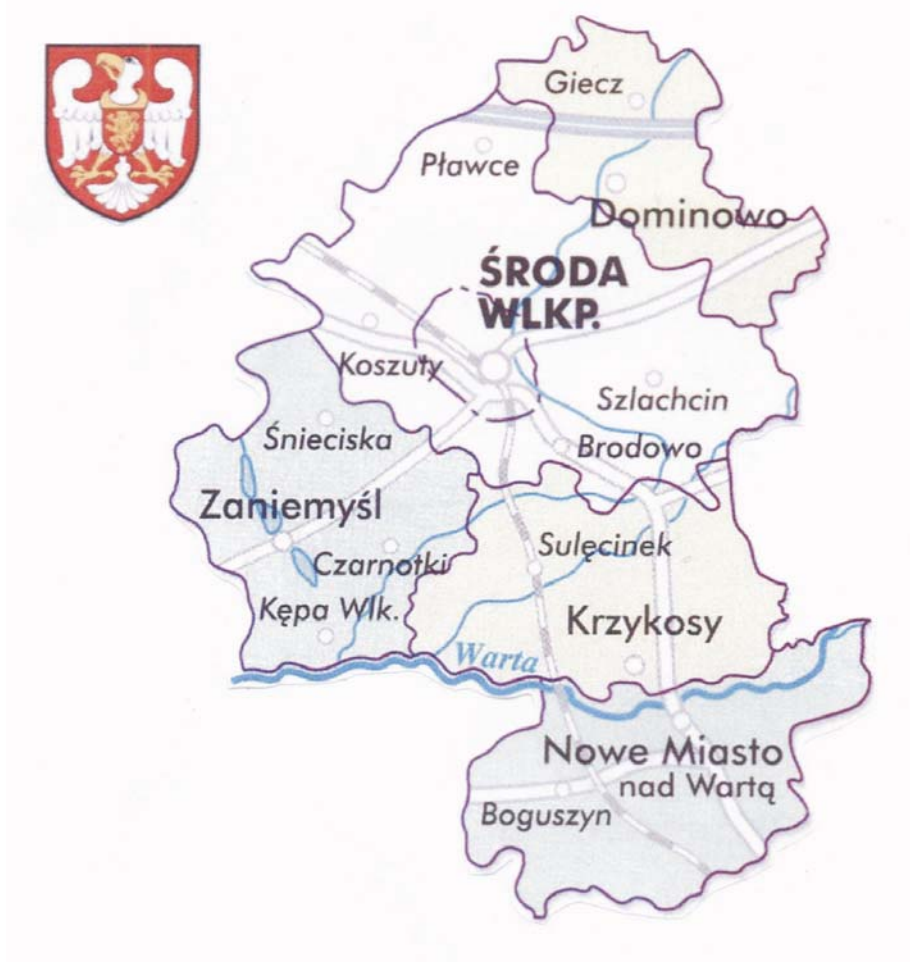 Giecz
Pławce
Dominowo
ŚRODA
WLKP.
Koszuty
Szlachcin
Śnieciska
Brodowo
Zaniemyśl
Sulęcinek
Czarnotki
Kępa Wlk.
Krzykosy
Warta
Nowe Miasto
nad Wartą
Boguszyn